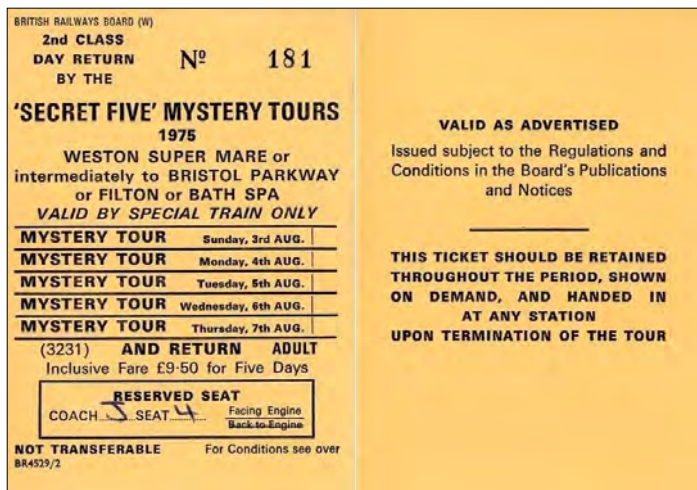 BRITISH RAILWAYS BOARD (W)
2nd CLASS
DAY RETURN
BY THE
Nº 181
'SECRET FIVE' MYSTERY TOURS
1975
WESTON SUPER MARE or
intermediately to BRISTOL PARKWAY
or FILTON or BATH SPA
VALID BY SPECIAL TRAIN ONLY
MYSTERY TOUR Sunday, 3rd AUG.
MYSTERY TOUR Monday, 4th AUG.
MYSTERY TOUR Tuesday, 5th AUG.
MYSTERY TOUR Wednesday, 6th AUG.
MYSTERY TOUR Thursday, 7th AUG.
(3231) AND RETURN ADULT
Inclusive Fare £9·50 for Five Days
RESERVED SEAT
COACH J SEAT 4 Facing Engine
Back to Engine
NOT TRANSFERABLE For Conditions see over
BR4529/2
VALID AS ADVERTISED
Issued subject to the Regulations and
Conditions in the Board's Publications
and Notices
THIS TICKET SHOULD BE RETAINED
THROUGHOUT THE PERIOD, SHOWN
ON DEMAND, AND HANDED IN
AT ANY STATION
UPON TERMINATION OF THE TOUR